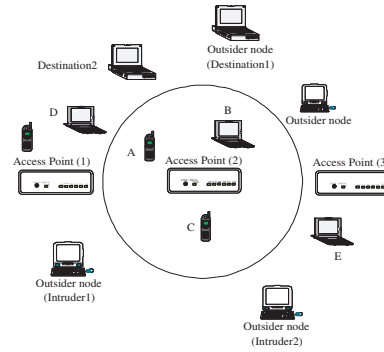 Outsider node
(Destination1)
Destination2
Outsider node
D
B
A
Access Point (1)
Access Point (2)
Access Point (3
C
E
Outsider node
(Intruder1)
Outsider node
(Intruder2)